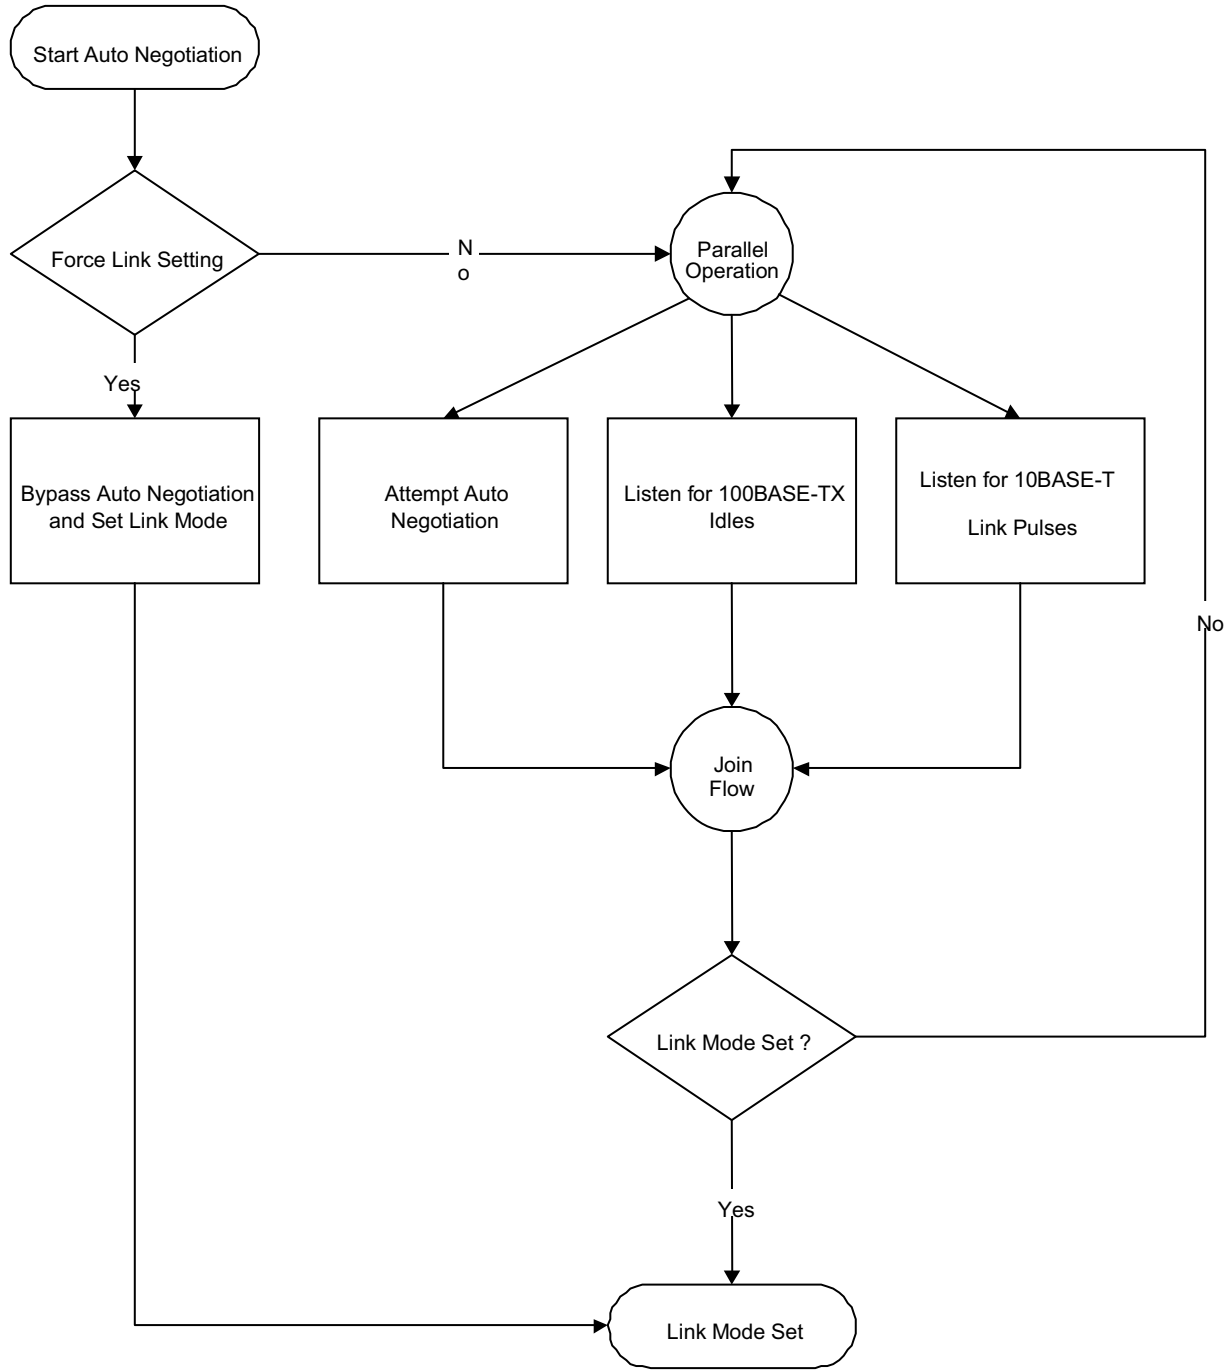 Start Auto Negotiation
Force Link Setting
N
o
Parallel
Operation
Yes
Bypass Auto Negotiation
and Set Link Mode
Attempt Auto
Negotiation
Listen for 100BASE-TX
Idles
Listen for 10BASE-T
Link Pulses
No
Join
Flow
Link Mode Set ?
Yes
Link Mode Set